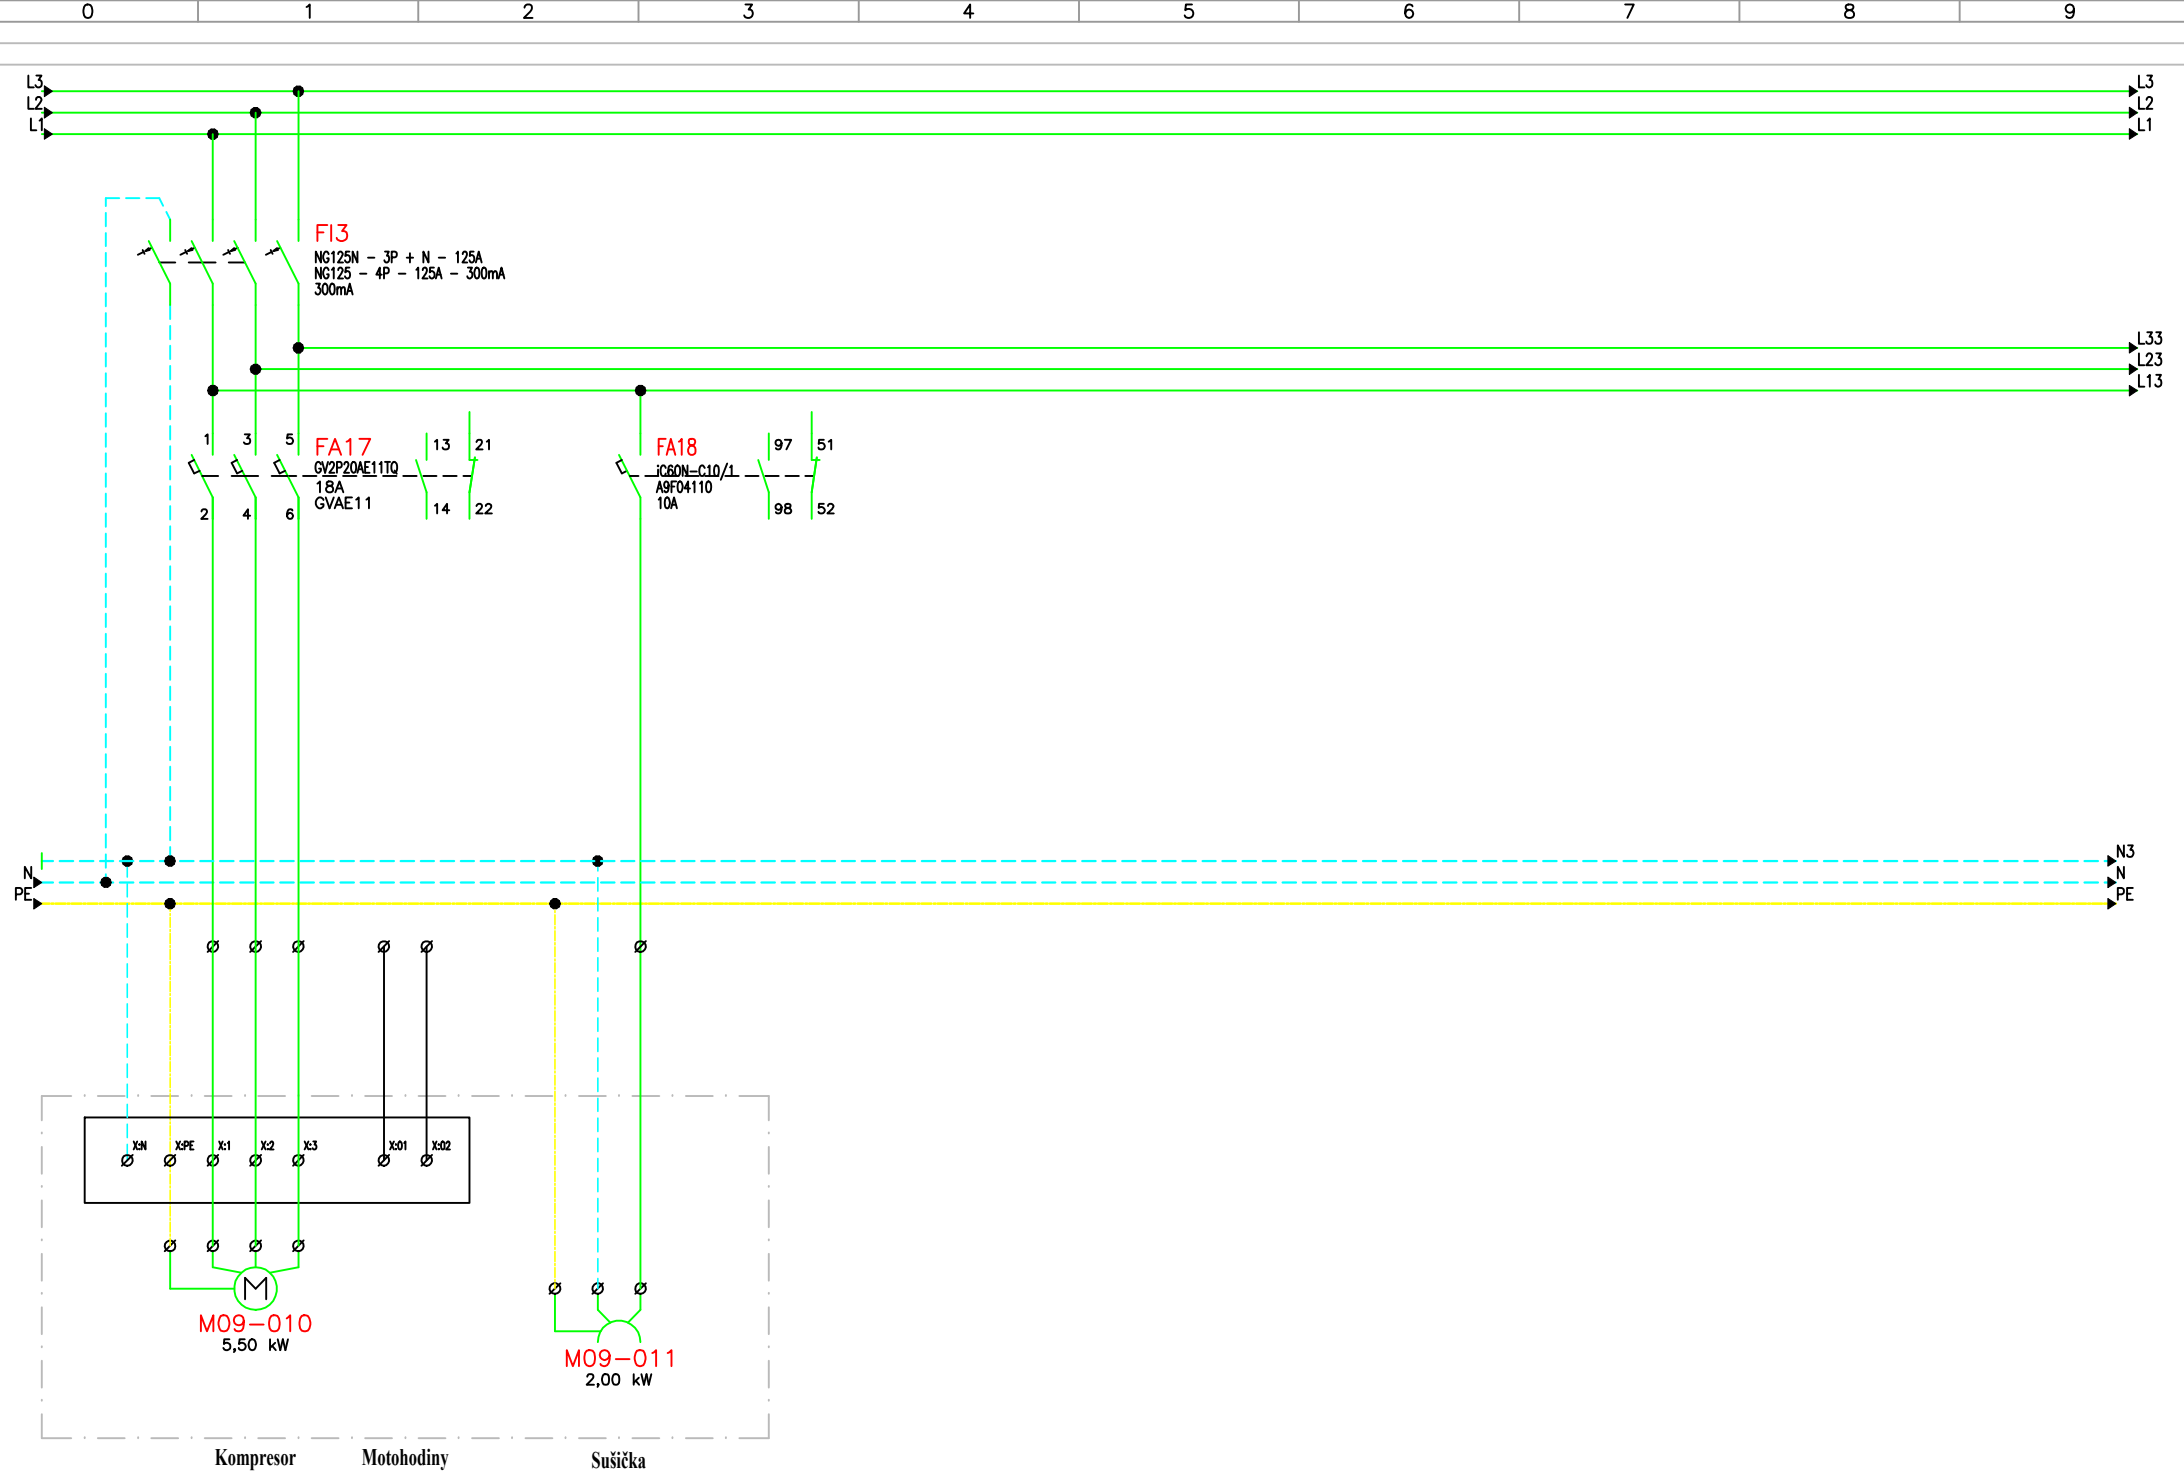 0 1 2 3 4 5 6 7 8 9
L3 L3
L2 L2
L1 L1
FI3
NG125N - 3P + N - 125A
NG125 - 4P - 125A - 300mA
300mA
L33
L23
L13
1 3 5 FA17 13 21 FA18 97 51
GV2P20AE11TQ iC60N-C10/1
18A A9F04110
GVAE11 10A
2 4 6 14 22 98 52
N3
N N
PE PE
X:N X:PE X:1 X:2 X:3 X:01 X:02
M
M09-010
5,50 kW
M09-011
2,00 kW
Kompresor Motohodiny Sušička